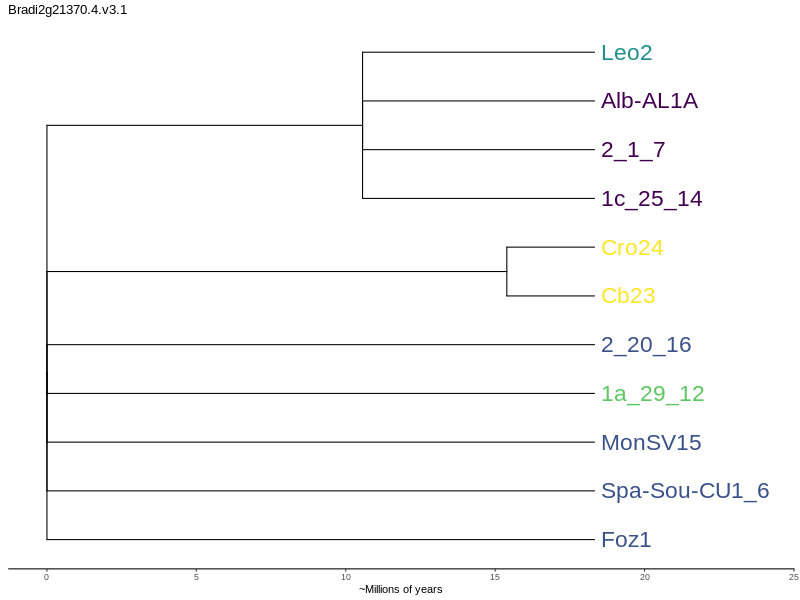 Bradi2g21370.4.v3.1
Leo2
Alb-AL1A
2_1_7
1c_25_14
Cro24
Cb23
2_20_16
1a_29_12
MonSV15
Spa-Sou-CU1_6
Foz1
0 5 10 15 20 25
~Millions of years